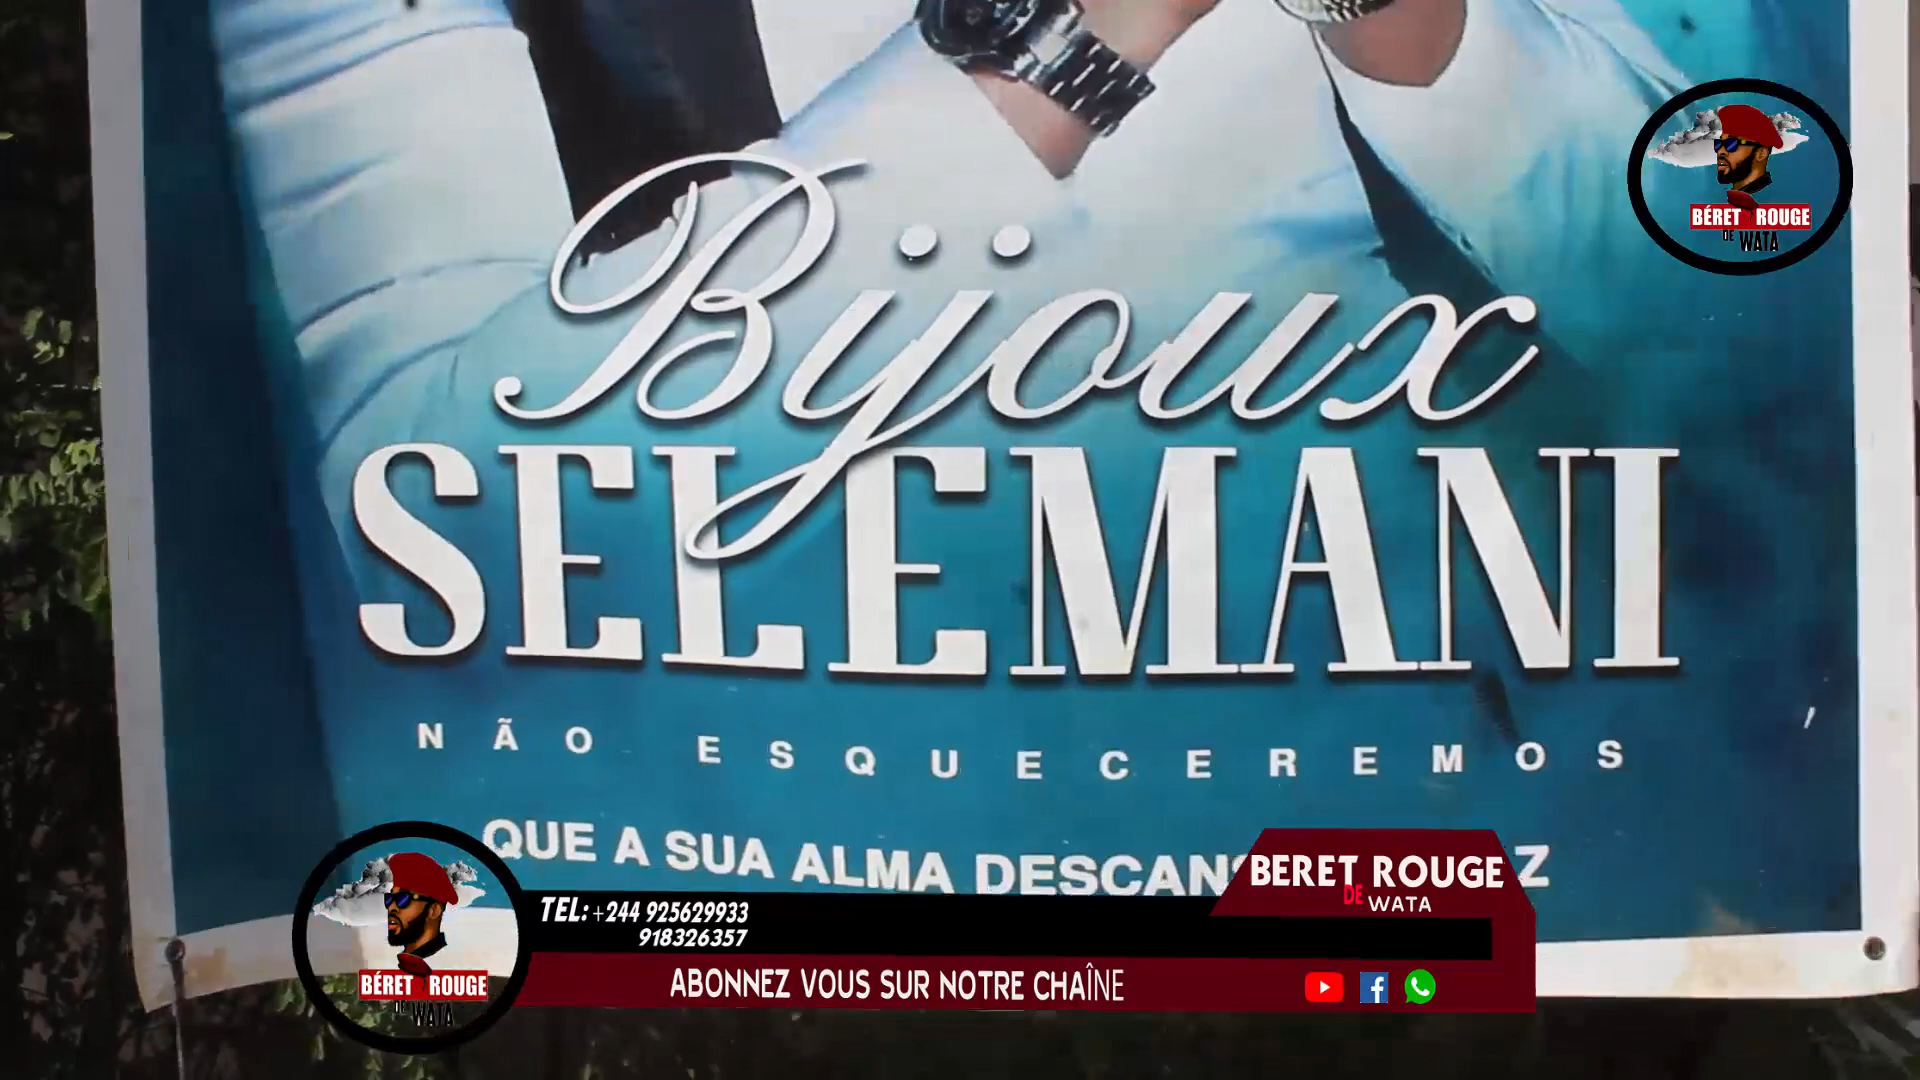 BÉRET ROUGE
DE WATA
Bijoux
SELEMANI
NÃO ESQUECEREMOS
QUE A SUA ALMA DESCAN
Z
BERET ROUGE
DE WATA
TEL: +244 925629933
918326357
ABONNEZ VOUS SUR NOTRE CHAÎNE
BÉRET ROUGE
DE WATA